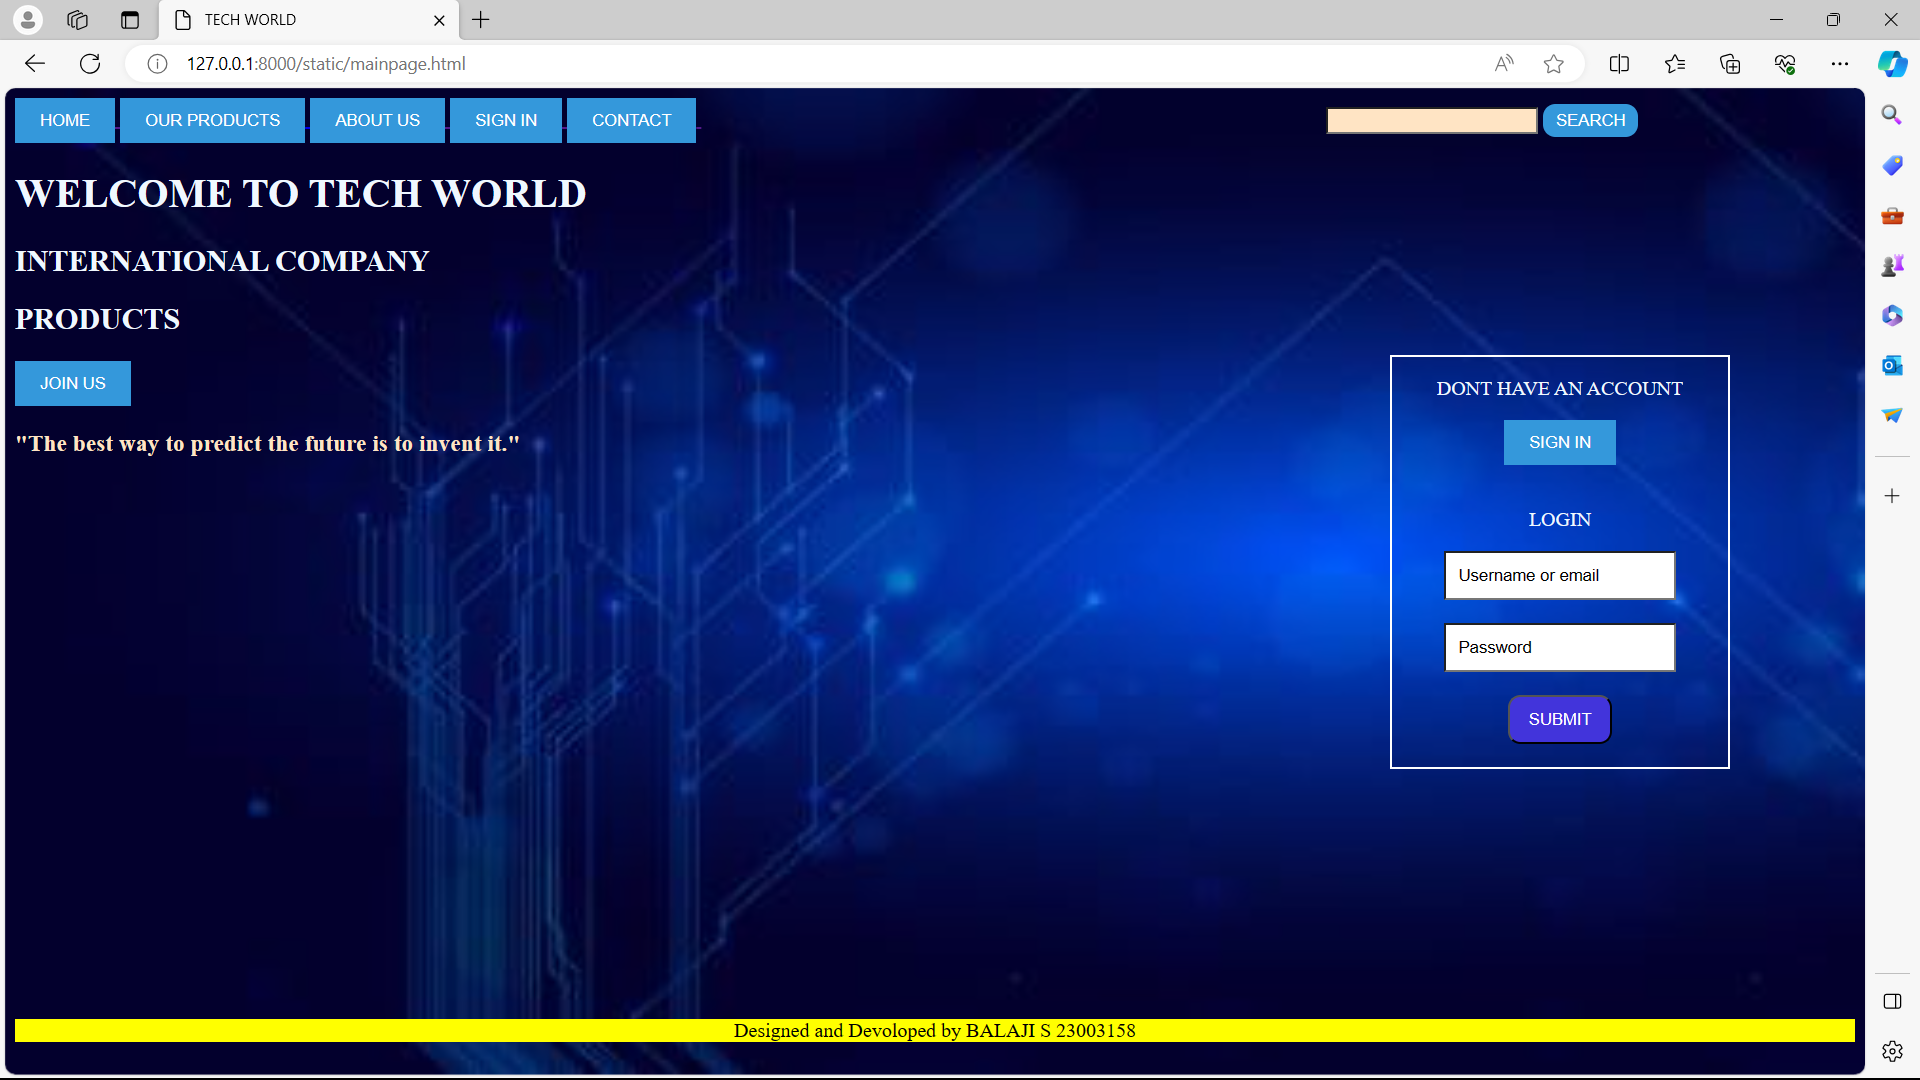 TECH WORLD
127.0.0.1:8000/static/mainpage.html
HOME OUR PRODUCTS ABOUT US SIGN IN CONTACT SEARCH
WELCOME TO TECH WORLD
INTERNATIONAL COMPANY
PRODUCTS
JOIN US
"The best way to predict the future is to invent it."
DONT HAVE AN ACCOUNT
SIGN IN
LOGIN
Username or email
Password
SUBMIT
Designed and Devoloped by BALAJI S 23003158